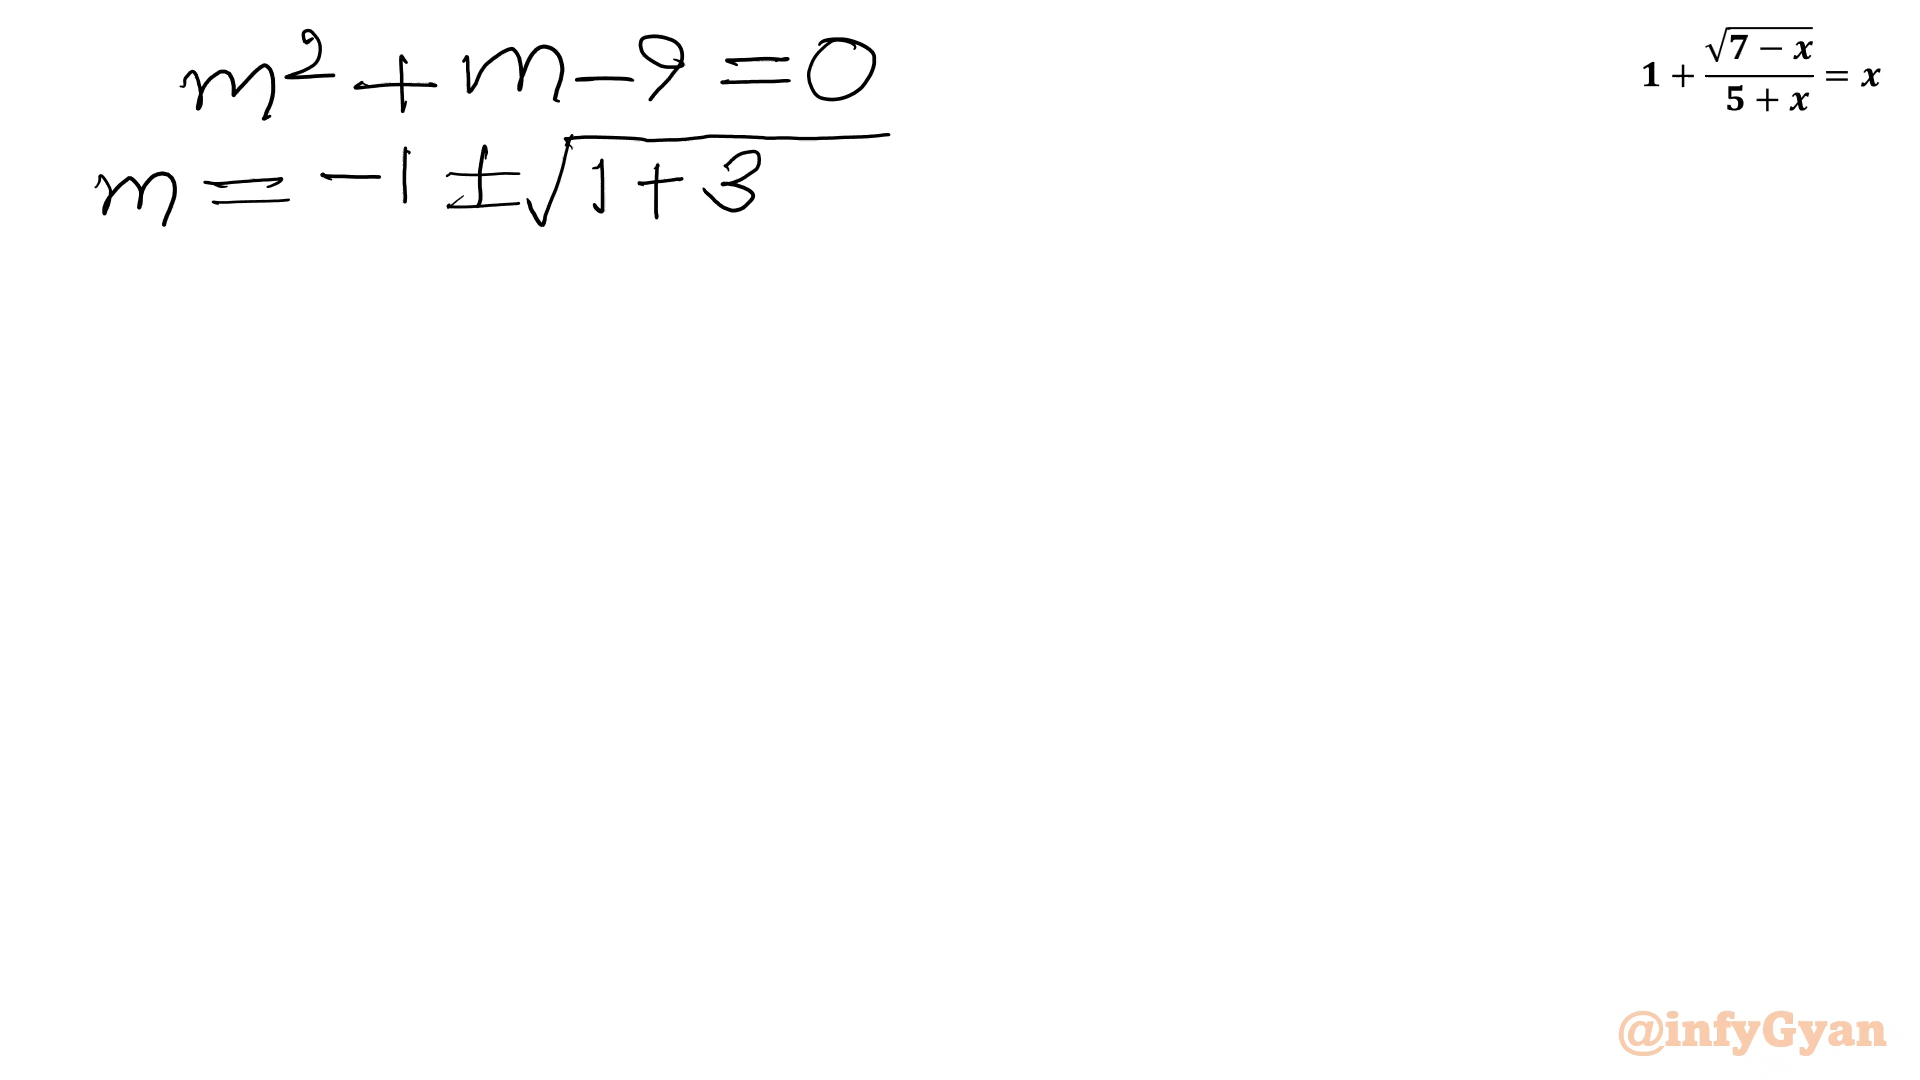 m² + m - 9 = 0
m = -1 ± √1+3
1 + √(7 − x) / (5 + x) = x
@infyGyan